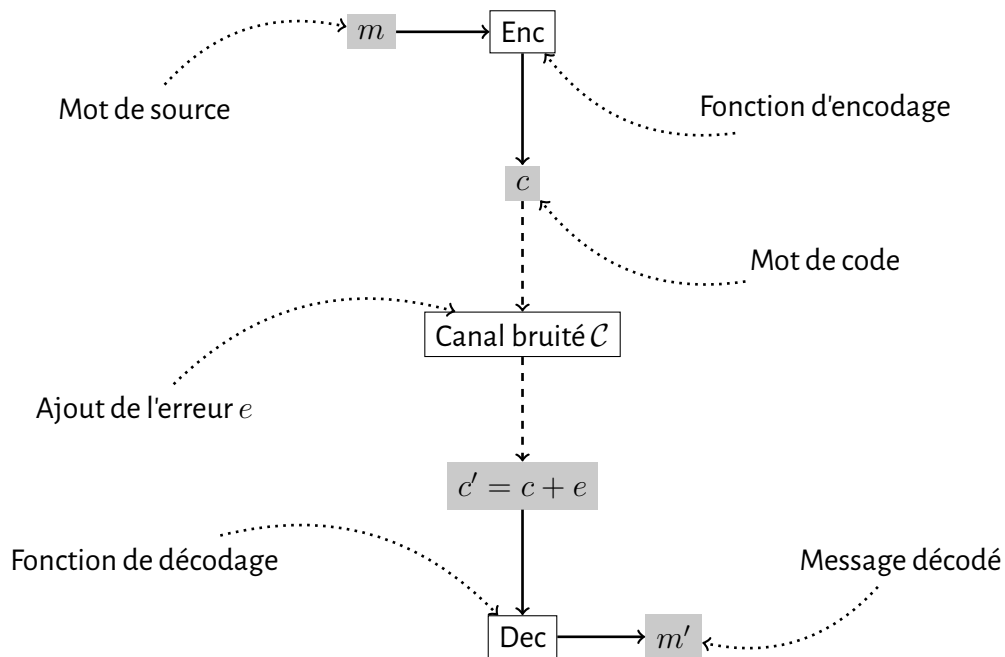 m
Enc
Mot de source
Fonction d'encodage
c
Mot de code
Canal bruité 𝒞
Ajout de l'erreur e
c′ = c + e
Fonction de décodage
Message décodé
Dec
m′